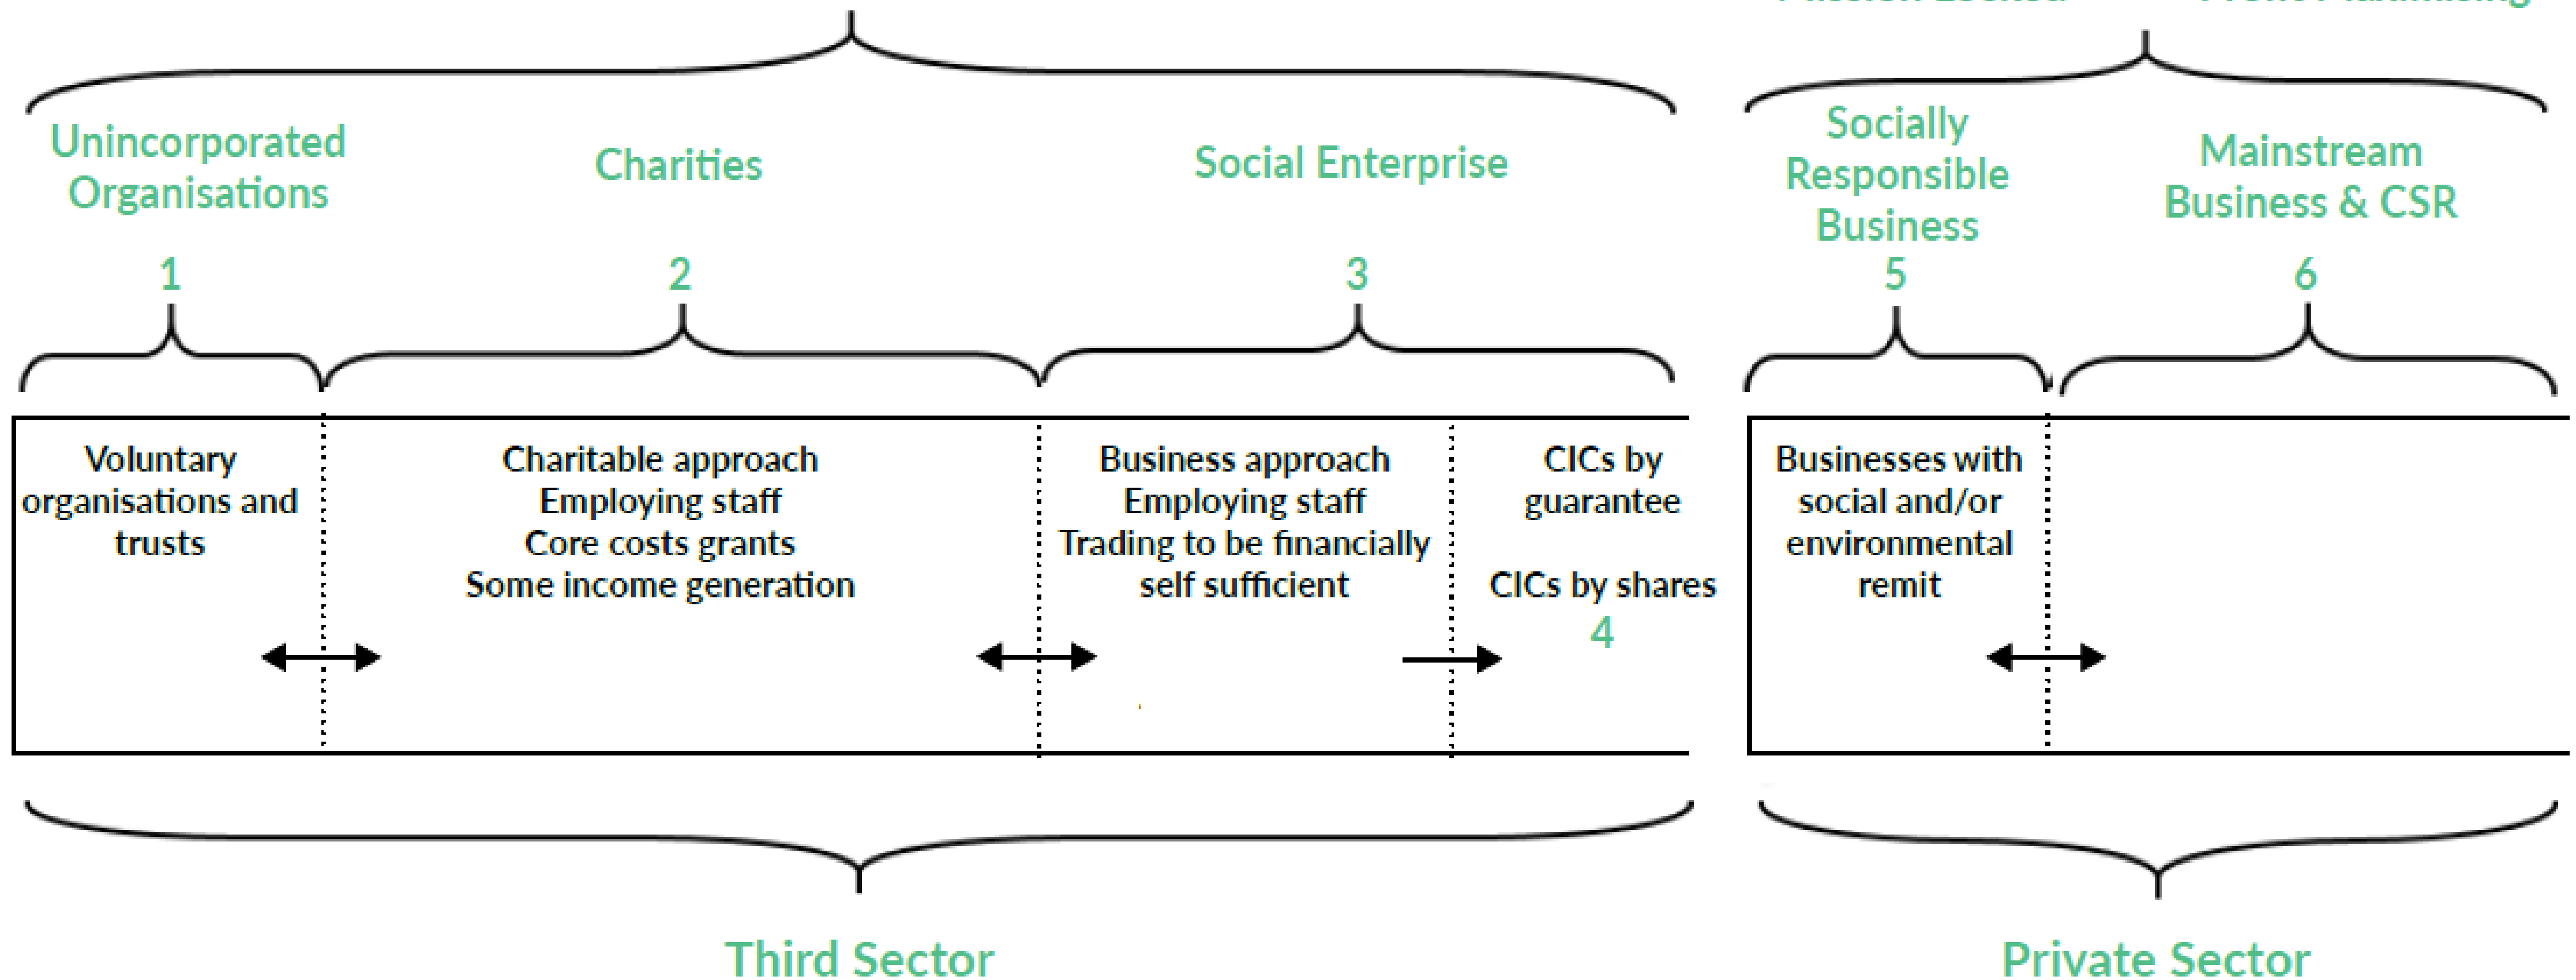 Unincorporated
Organisations
Charities
Social Enterprise
Socially
Responsible
Business
Mainstream
Business & CSR
1
2
3
5
6
Voluntary
organisations and
trusts
Charitable approach
Employing staff
Core costs grants
Some income generation
Business approach
Employing staff
Trading to be financially
self sufficient
CICs by
guarantee
CICs by shares
4
Businesses with
social and/or
environmental
remit
Third Sector
Private Sector